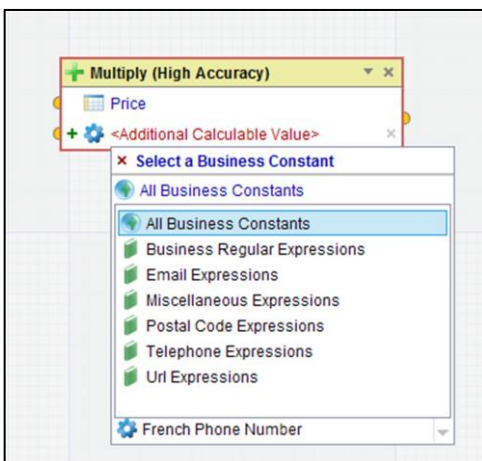 Multiply (High Accuracy)
Price
<Additional Calculable Value>
Select a Business Constant
All Business Constants
All Business Constants
Business Regular Expressions
Email Expressions
Miscellaneous Expressions
Postal Code Expressions
Telephone Expressions
Url Expressions
French Phone Number